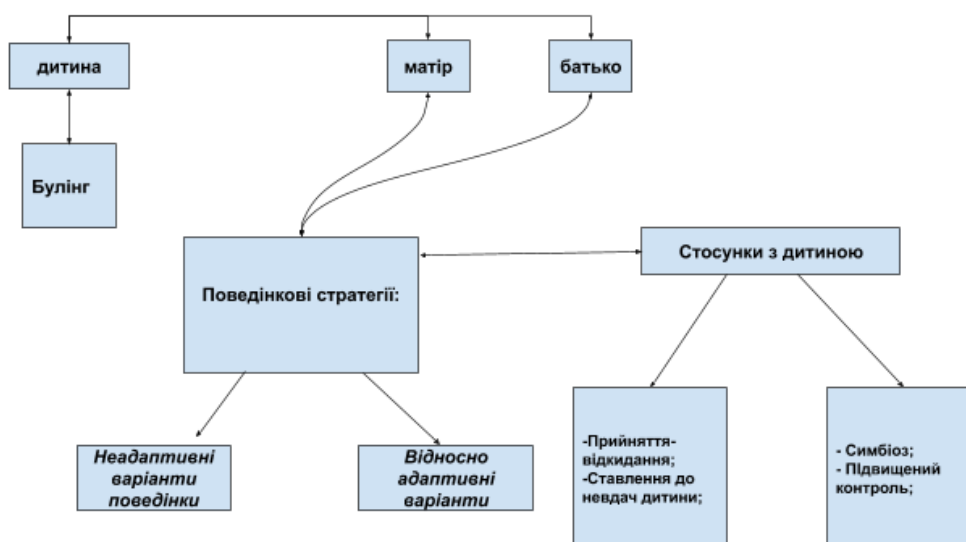 дитина
матір
батько
Булінг
Поведінкові стратегії:
Стосунки з дитиною
Неадаптивні
варіанти
поведінки
Відносно
адаптивні
варіанти
-Прийняття-
відкидання;
-Ставлення до
невдач дитини;
- Симбіоз;
- Підвищений
контроль;